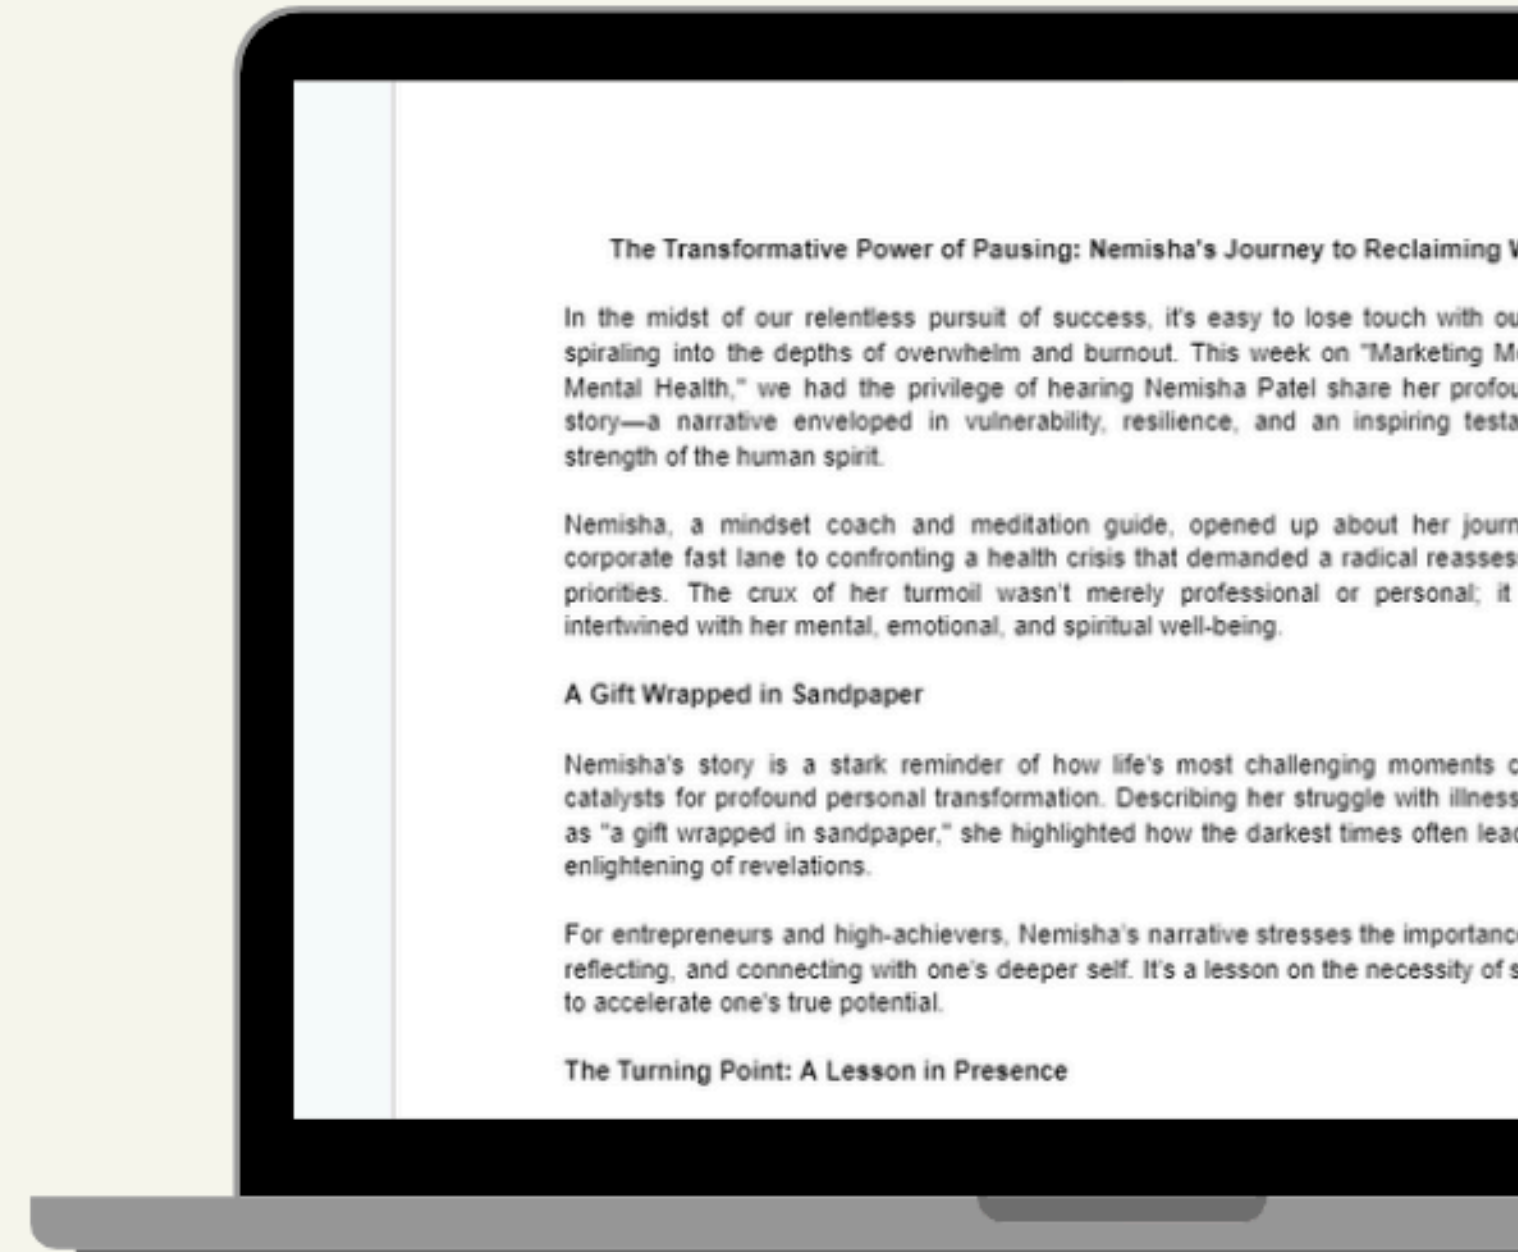 The Transformative Power of Pausing: Nemisha's Journey to Reclaiming
In the midst of our relentless pursuit of success, it's easy to lose touch with
spiraling into the depths of overwhelm and burnout. This week on "Marketing
Mental Health," we had the privilege of hearing Nemisha Patel share her
story—a narrative enveloped in vulnerability, resilience, and an inspiring
strength of the human spirit.
Nemisha, a mindset coach and meditation guide, opened up about her
corporate fast lane to confronting a health crisis that demanded a radical
priorities. The crux of her turmoil wasn't merely professional or personal; it
intertwined with her mental, emotional, and spiritual well-being.
A Gift Wrapped in Sandpaper
Nemisha's story is a stark reminder of how life's most challenging moments
catalysts for profound personal transformation. Describing her struggle with illness
as "a gift wrapped in sandpaper," she highlighted how the darkest times often
enlightening of revelations.
For entrepreneurs and high-achievers, Nemisha's narrative stresses the
reflecting, and connecting with one's deeper self. It's a lesson on the necessity of
to accelerate one's true potential.
The Turning Point: A Lesson in Presence